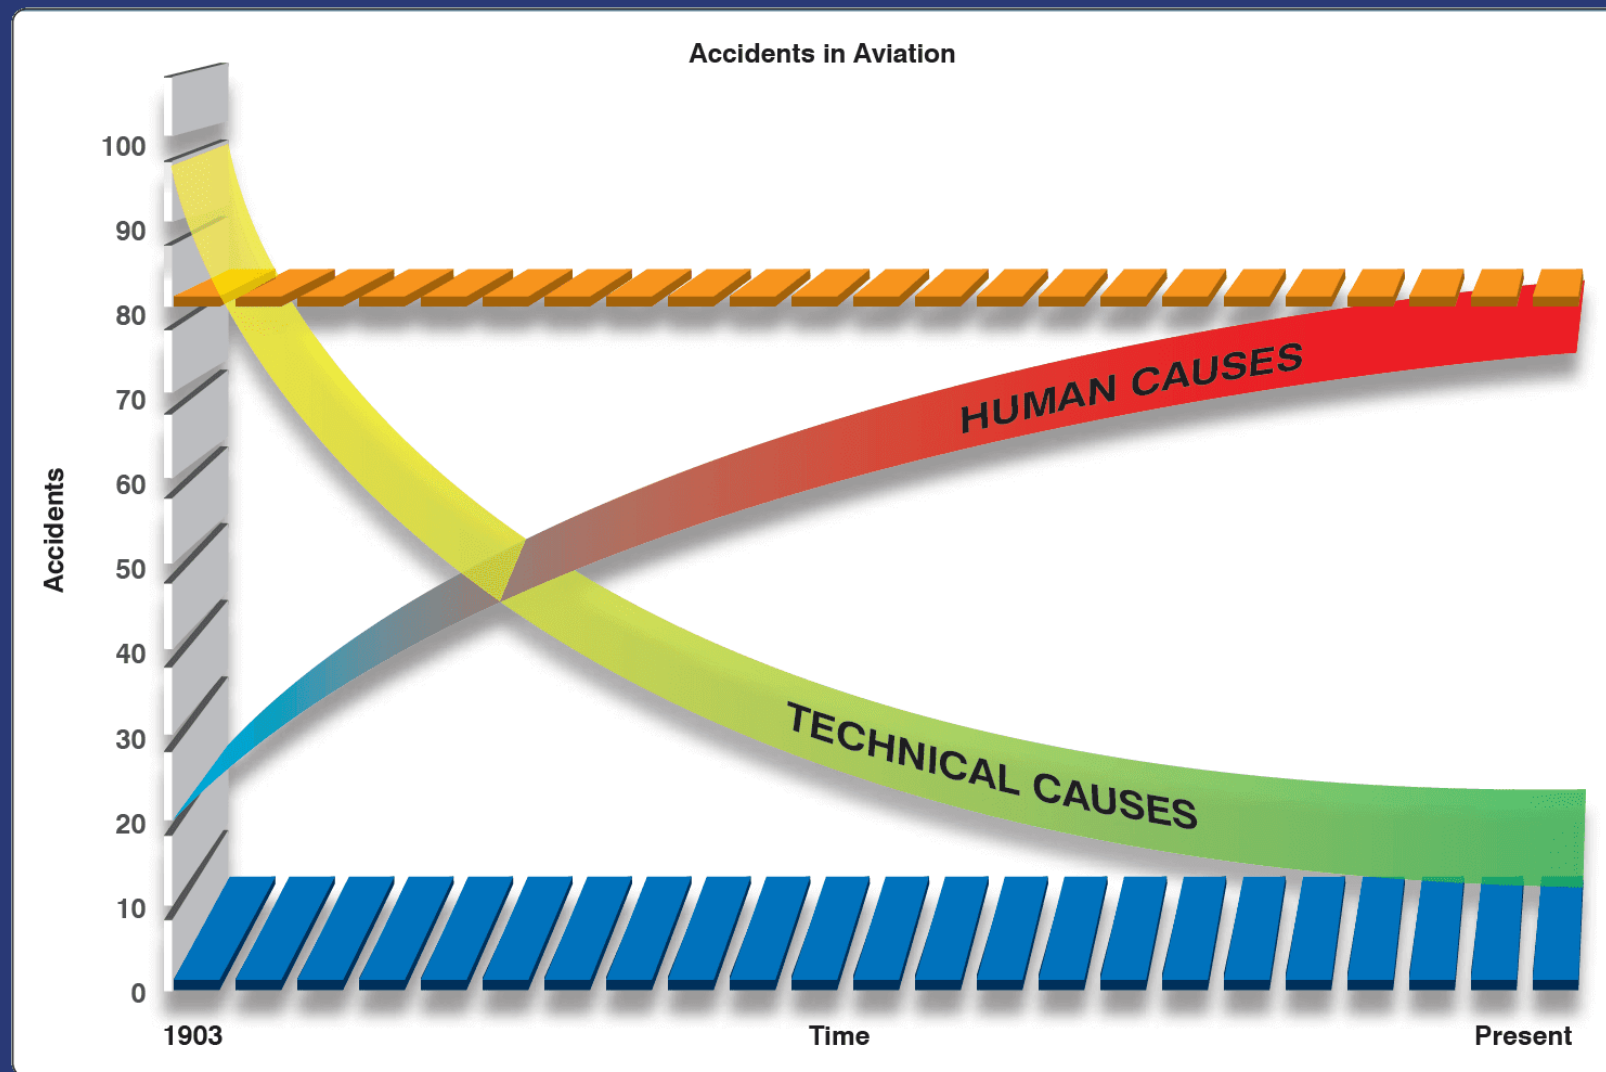 Accidents in Aviation
100
90
80
70
60
50
40
30
20
10
0
Accidents
HUMAN CAUSES
TECHNICAL CAUSES
1903
Time
Present